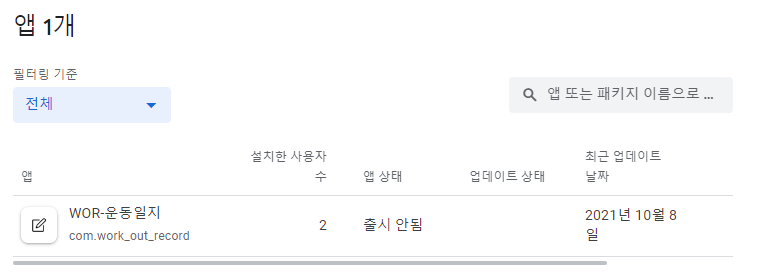 앱 1개
필터링 기준
전체
앱 또는 패키지 이름으로 ...
앱
설치한 사용자
수
앱 상태
업데이트 상태
최근 업데이트
날짜
WOR-운동일지
com.work_out_record
2
출시 안됨
2021년 10월 8
일